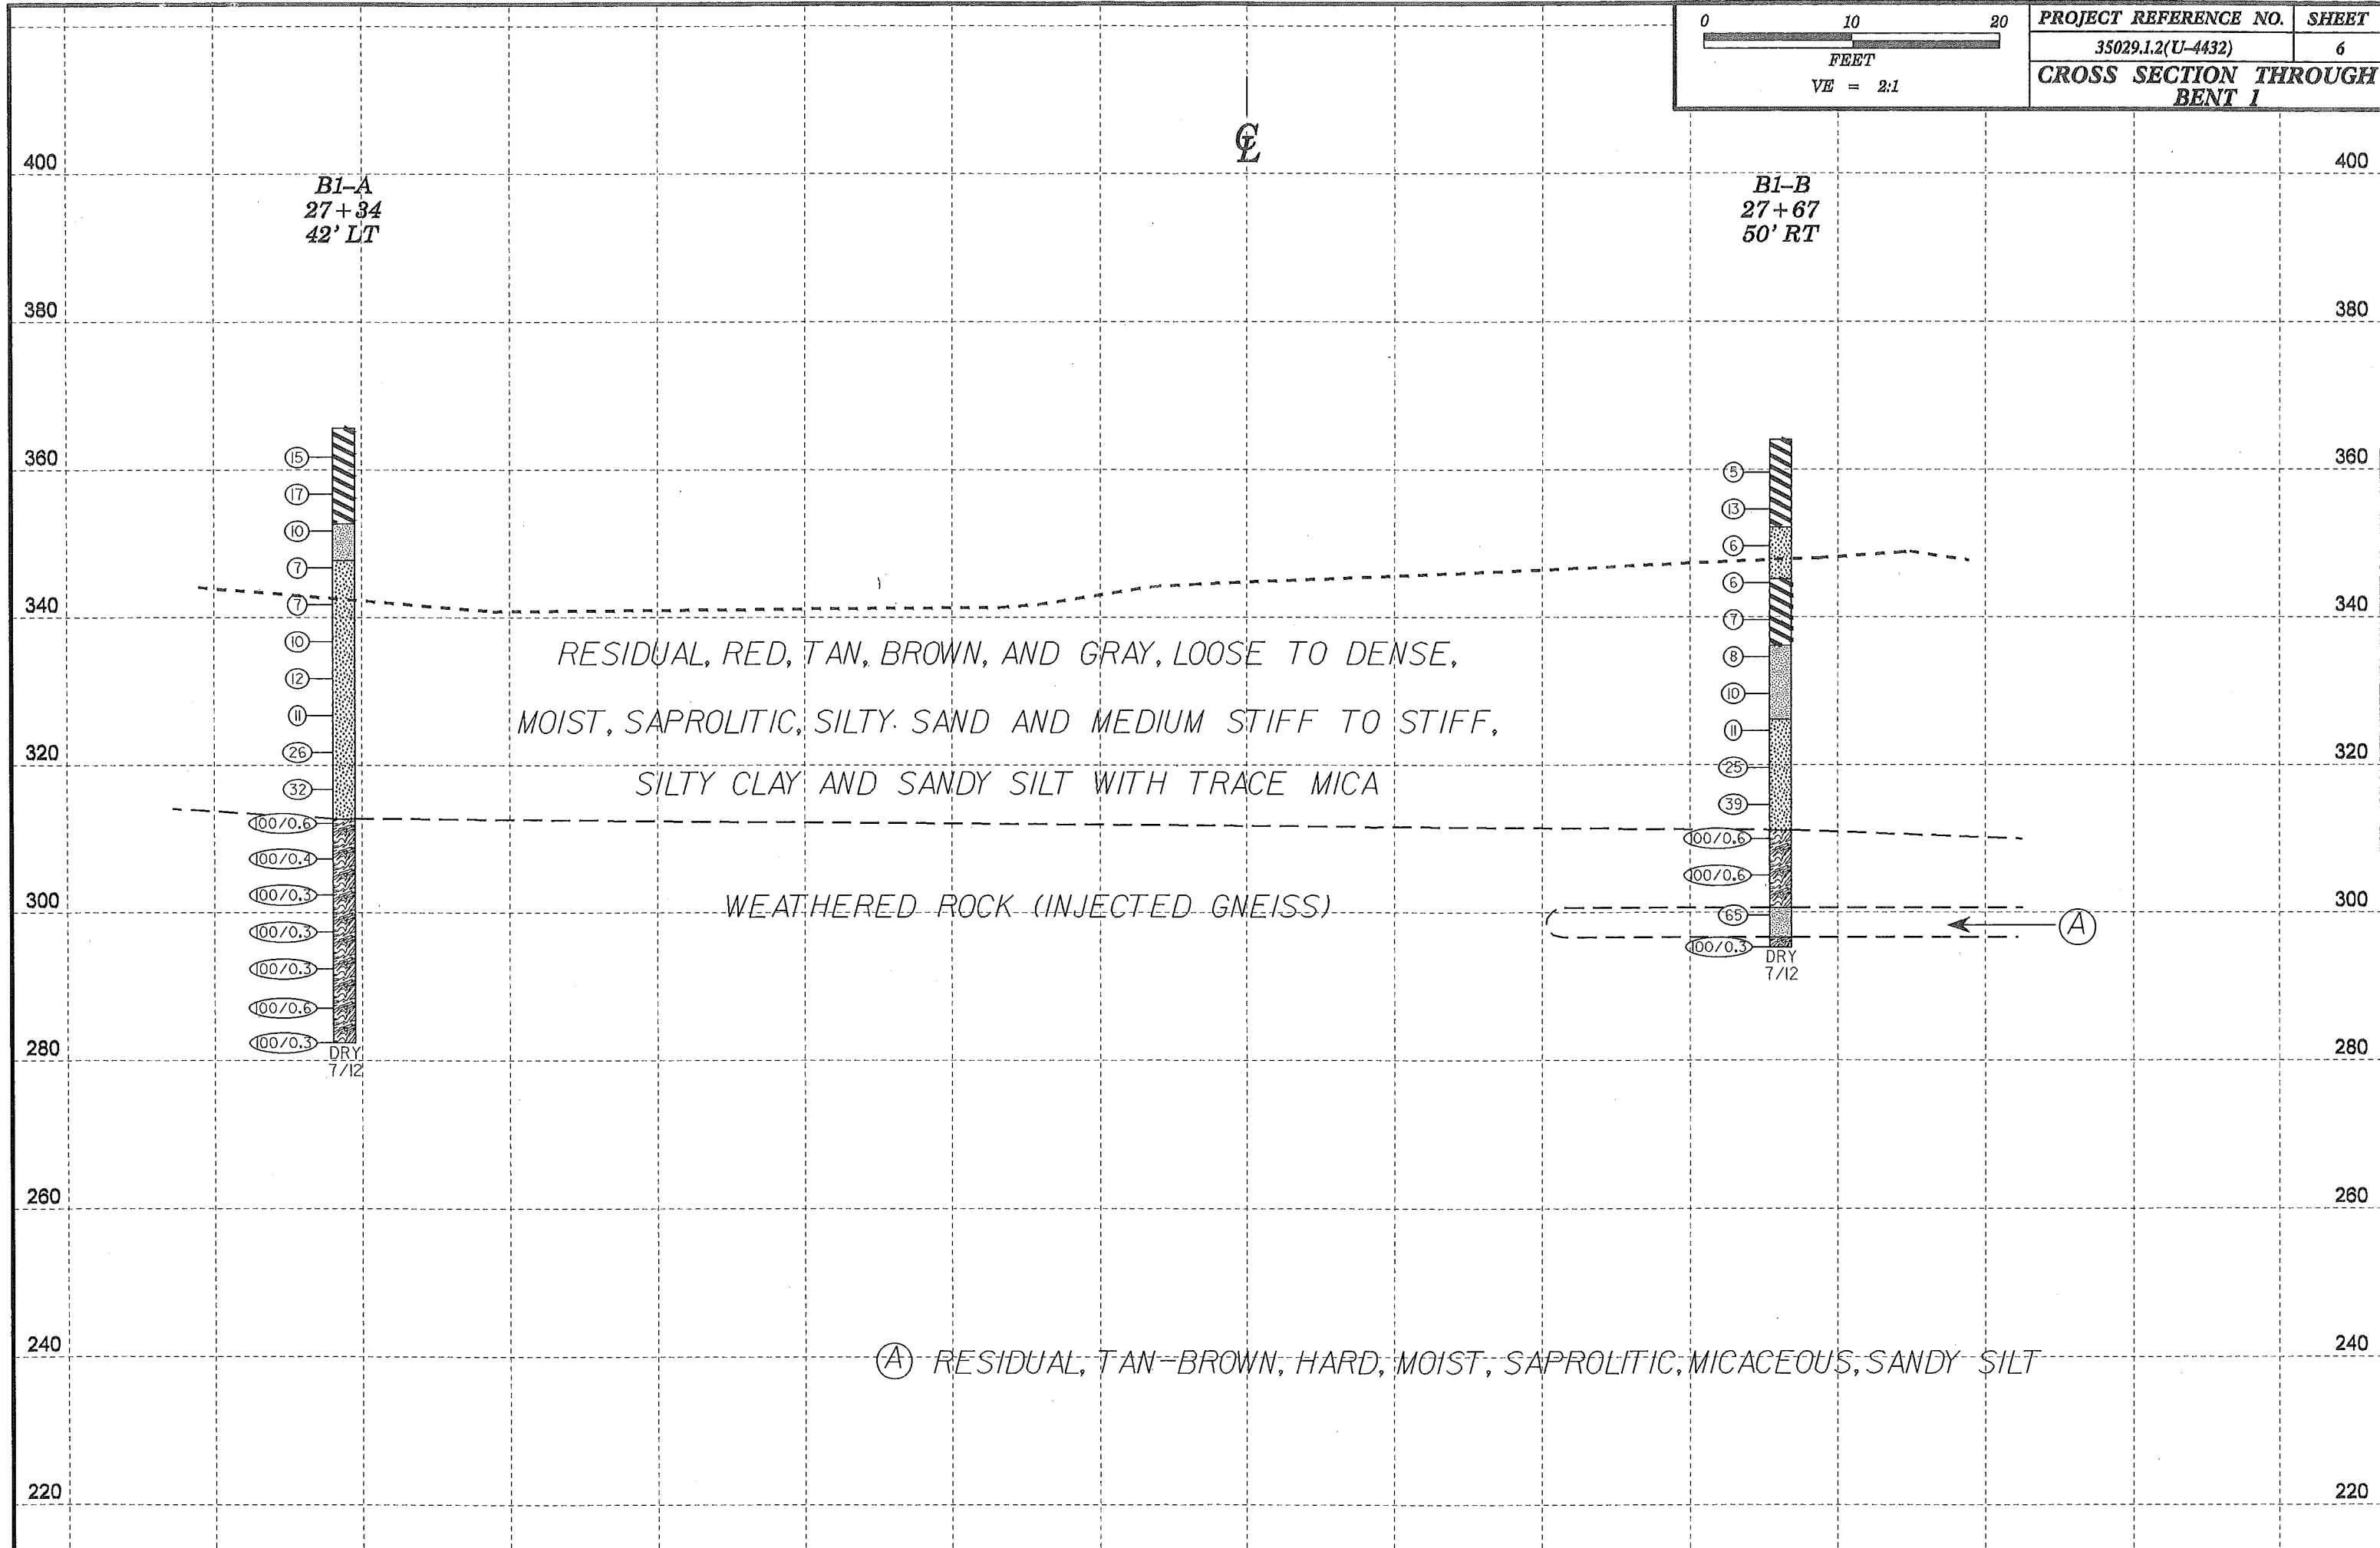 0 10 20
FEET
VE = 2:1
PROJECT REFERENCE NO. SHEET
35029.1.2(U-4432) 6
CROSS SECTION THROUGH
BENT 1
℄
400 400
B1-A
27+34
42' LT
B1-B
27+67
50' RT
380 380
360 360
15
17
10
7
7
10
12
11
26
32
100/0.6
100/0.4
100/0.3
100/0.3
100/0.3
100/0.6
100/0.3
DRY
7/12
5
13
6
6
7
8
10
11
25
39
100/0.6
100/0.6
65
100/0.3
DRY
7/12
340 340
RESIDUAL, RED, TAN, BROWN, AND GRAY, LOOSE TO DENSE,
MOIST, SAPROLITIC, SILTY SAND AND MEDIUM STIFF TO STIFF,
SILTY CLAY AND SANDY SILT WITH TRACE MICA
320 320
WEATHERED ROCK (INJECTED GNEISS)
300 300
A
280 280
260 260
240 240
A RESIDUAL, TAN-BROWN, HARD, MOIST, SAPROLITIC, MICACEOUS, SANDY SILT
220 220